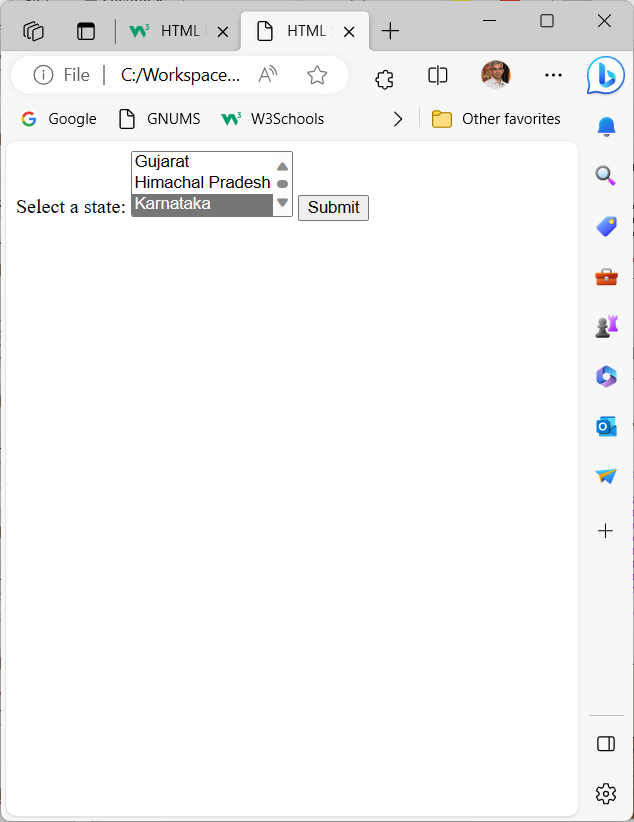 HTML
HTML
File
C:/Workspace...
Google
GNUMS
W3Schools
Other favorites
Gujarat
Himachal Pradesh
Select a state:
Karnataka
Submit